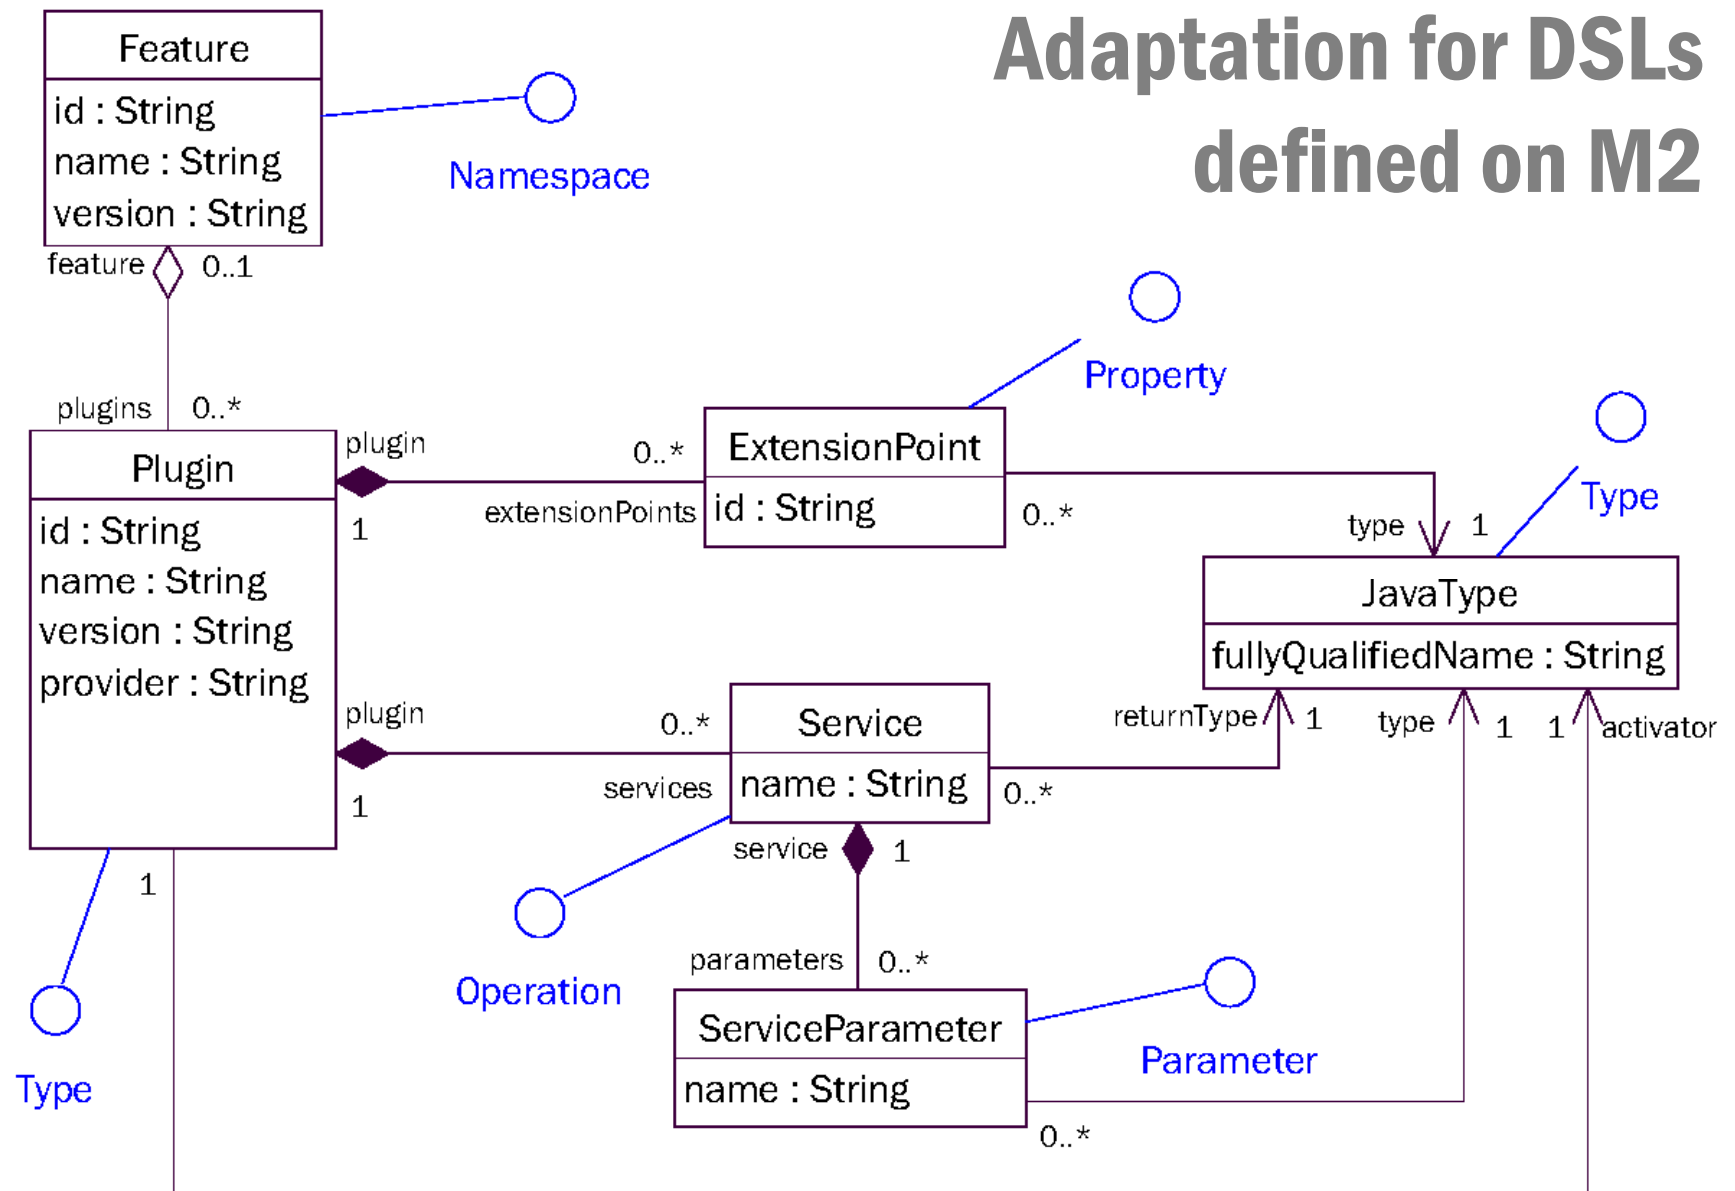 Adaptation for DSLs
defined on M2
Feature
id : String
name : String
version : String
Namespace
feature
0..1
plugins
0..*
Plugin
id : String
name : String
version : String
provider : String
plugin
1
0..*
extensionPoints
ExtensionPoint
id : String
Property
0..*
type
1
Type
JavaType
fullyQualifiedName : String
plugin
1
0..*
services
Service
name : String
0..*
returnType
1
type
1
1
activator
service
1
Operation
parameters
0..*
ServiceParameter
name : String
Parameter
0..*
1
Type